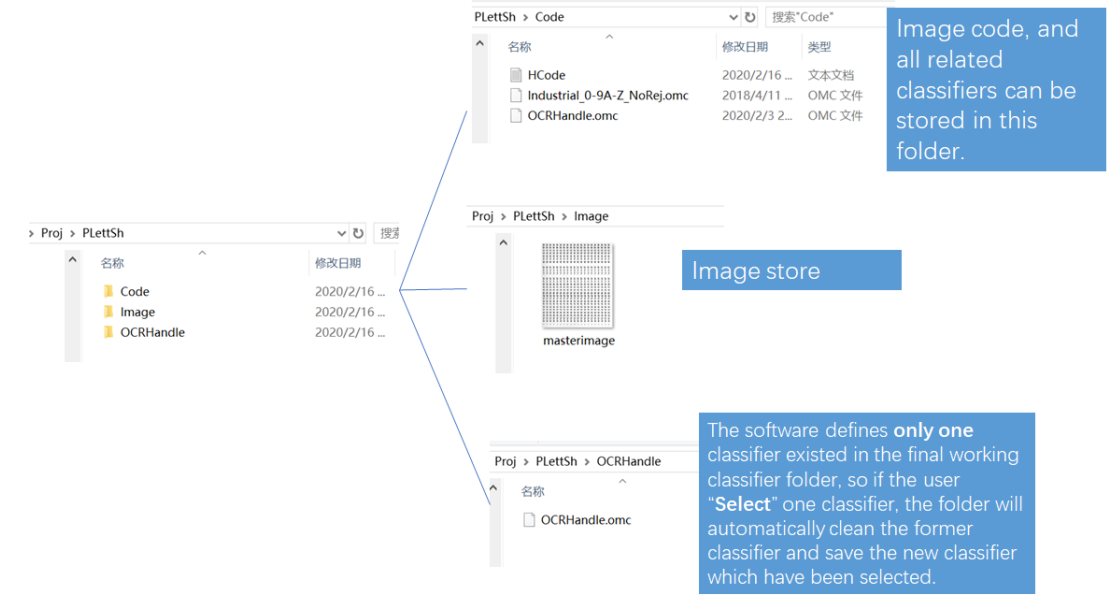 PLettSh > Code
搜索"Code"
名称
修改日期
类型
HCode
2020/2/16 ...
文本文档
Industrial_0-9A-Z_NoRej.omc
2018/4/11 ...
OMC 文件
OCRHandle.omc
2020/2/3 2...
OMC 文件
Image code, and
all related
classifiers can be
stored in this
folder.
> Proj > PLettSh
搜索
名称
修改日期
Code
2020/2/16 ...
Image
2020/2/16 ...
OCRHandle
2020/2/16 ...
Proj > PLettSh > Image
masterimage
Image store
Proj > PLettSh > OCRHandle
名称
OCRHandle.omc
The software defines only one
classifier existed in the final working
classifier folder, so if the user
“Select” one classifier, the folder will
automatically clean the former
classifier and save the new classifier
which have been selected.